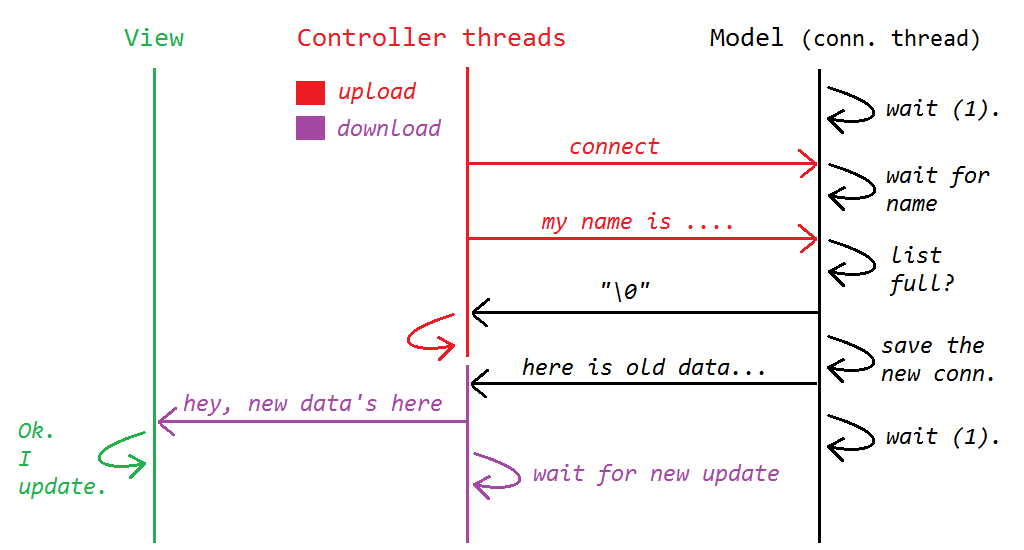 View
Controller threads
Model (conn. thread)
upload
download
wait (1).
connect
wait for
name
my name is ....
list
full?
"\0"
save the
new conn.
here is old data...
hey, new data's here
wait (1).
Ok.
I
update.
wait for new update